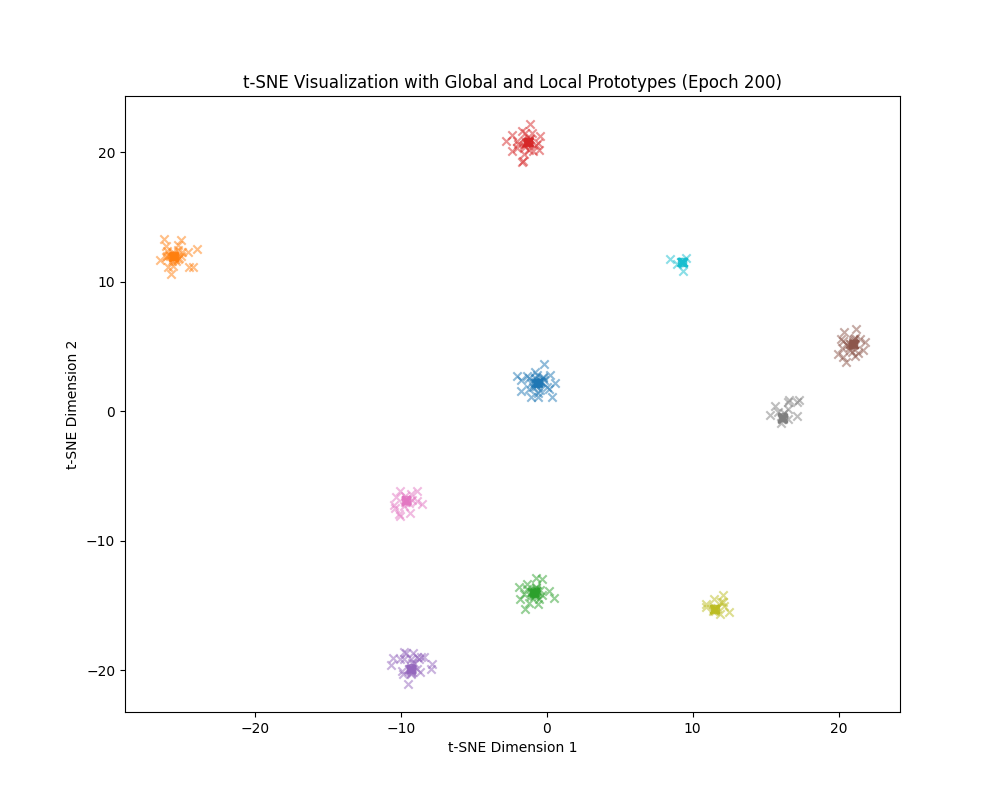 t-SNE Visualization with Global and Local Prototypes (Epoch 200)
20
10
0
−10
−20
t-SNE Dimension 2
−20 −10 0 10 20
t-SNE Dimension 1